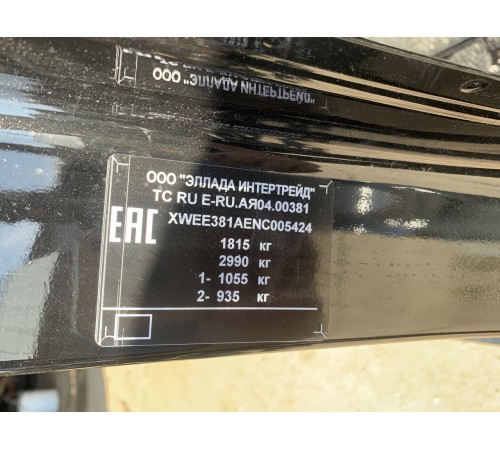 ООО "ЭЛЛАДА ИНТЕРТРЕЙД"
ТС RU E-RU.АЯ04.00381
EAC
XWEE381AENC005424
1815 кг
2990 кг
1- 1055 кг
2- 935 кг